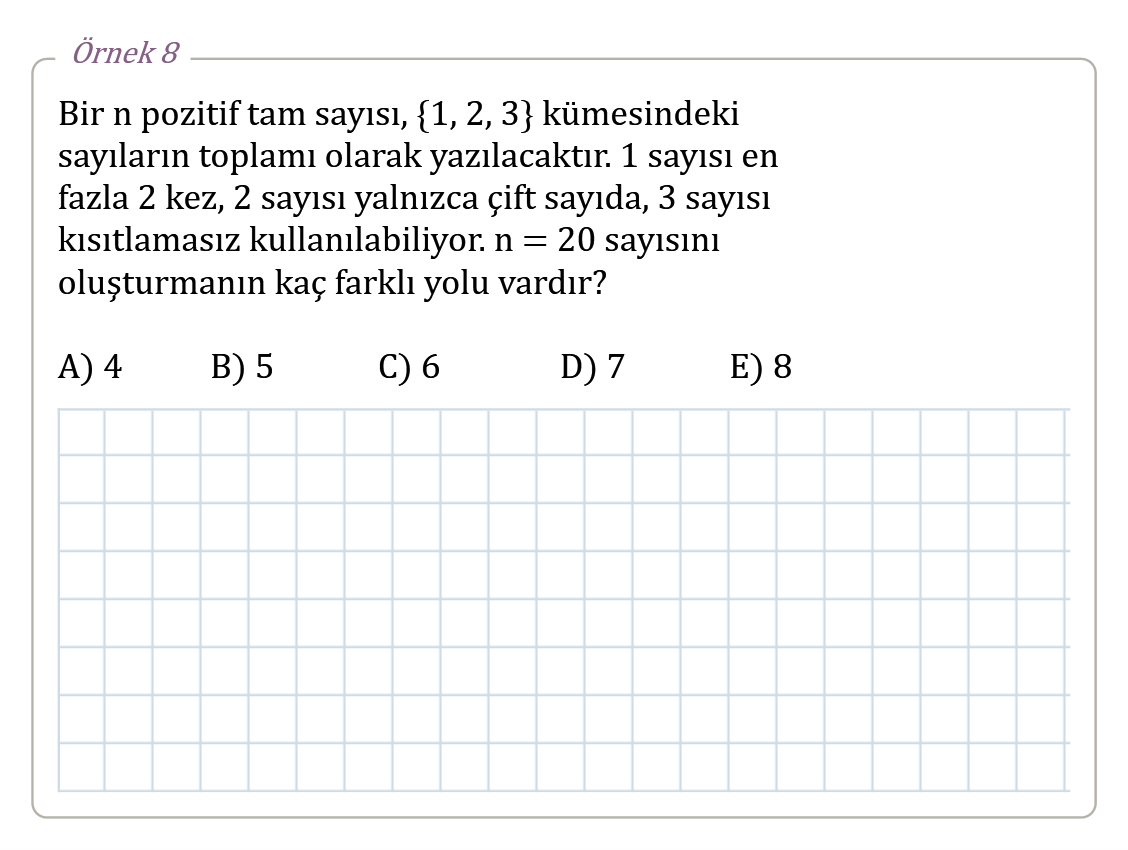 Örnek 8
Bir n pozitif tam sayısı, {1, 2, 3} kümesindeki
sayıların toplamı olarak yazılacaktır. 1 sayısı en
fazla 2 kez, 2 sayısı yalnızca çift sayıda, 3 sayısı
kısıtlamasız kullanılabiliyor. n = 20 sayısını
oluşturmanın kaç farklı yolu vardır?
A) 4 B) 5 C) 6 D) 7 E) 8